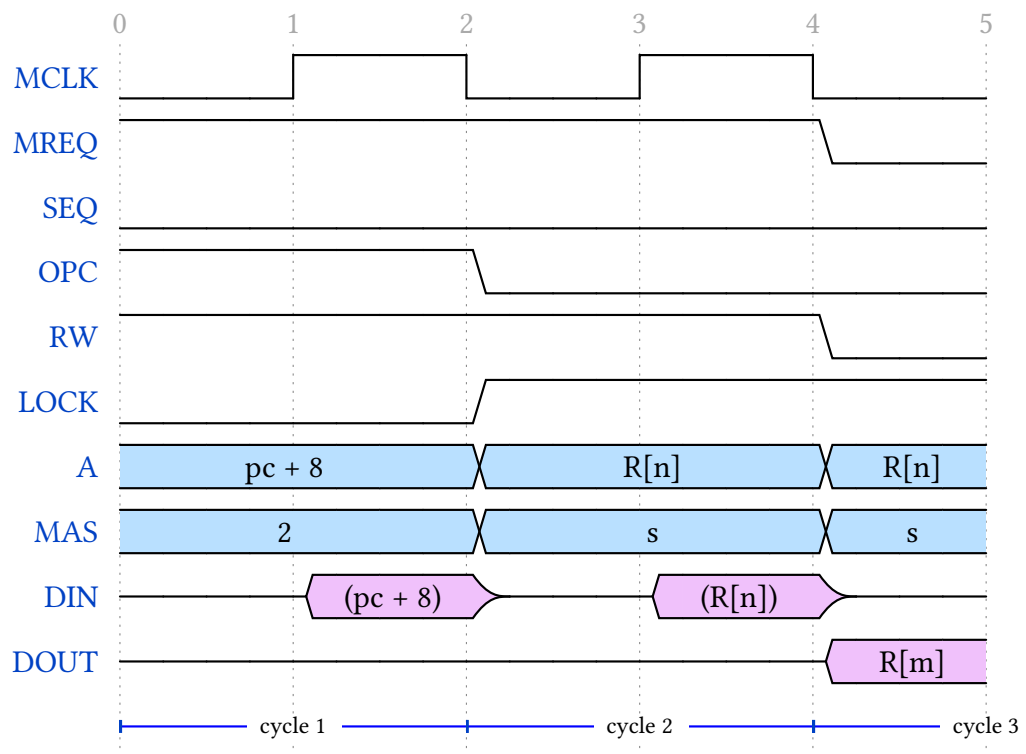 0 1 2 3 4 5
MCLK
MREQ
SEQ
OPC
RW
LOCK
A pc + 8 R[n] R[n]
MAS 2 s s
DIN (pc + 8) (R[n])
DOUT R[m]
cycle 1 cycle 2 cycle 3